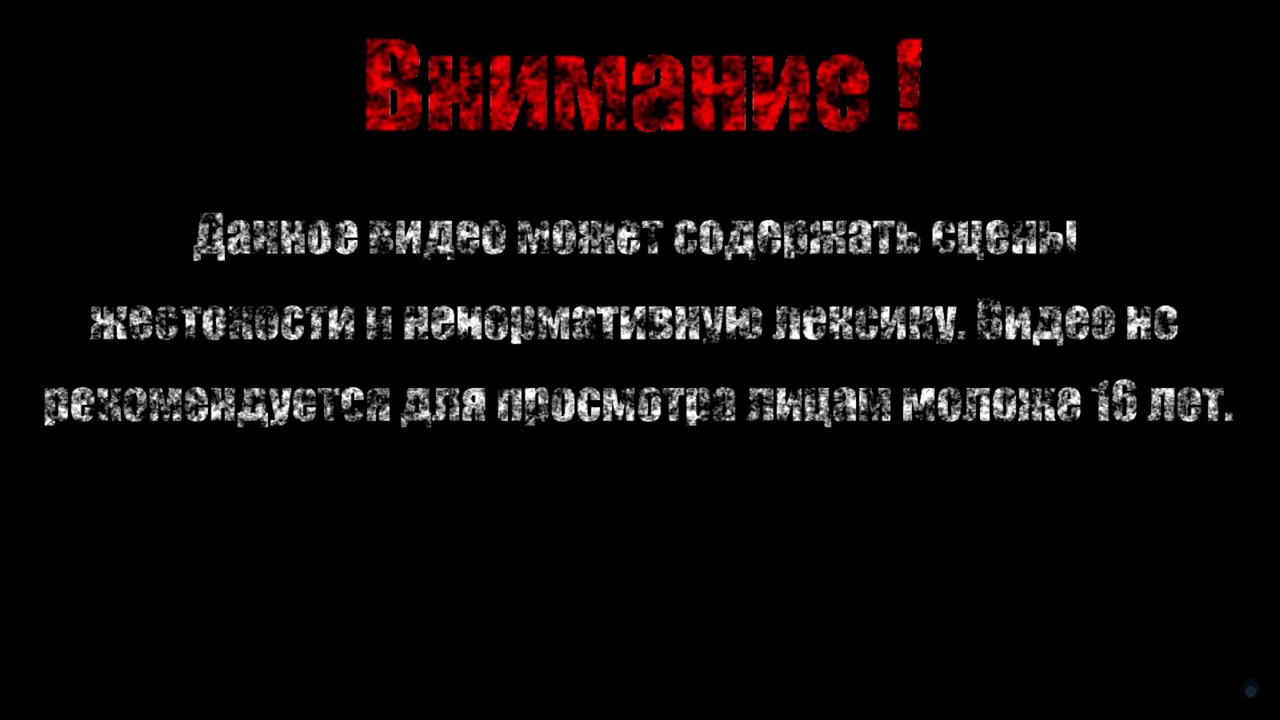 Внимание !
Данное видео может содержать сцены
жестокости и ненормативную лексику. Видео не
рекомендуется для просмотра лицам моложе 16 лет.